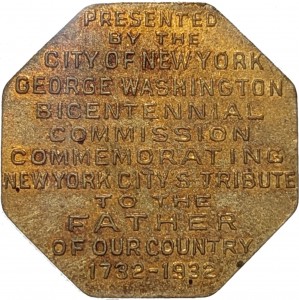 PRESENTED
BY THE
CITY OF NEW YORK
GEORGE WASHINGTON
BICENTENNIAL
COMMISSION
COMMEMORATING
NEW YORK CITY'S TRIBUTE
TO THE
FATHER
OF OUR COUNTRY
1732-1932